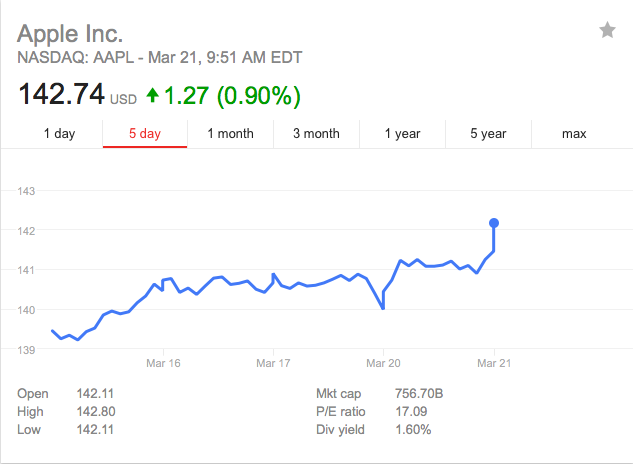 Apple Inc.
NASDAQ: AAPL - Mar 21, 9:51 AM EDT
142.74 USD 1.27 (0.90%)
1 day 5 day 1 month 3 month 1 year 5 year max
143
142
141
140
139
Mar 16 Mar 17 Mar 20 Mar 21
Open 142.11 Mkt cap 756.70B
High 142.80 P/E ratio 17.09
Low 142.11 Div yield 1.60%